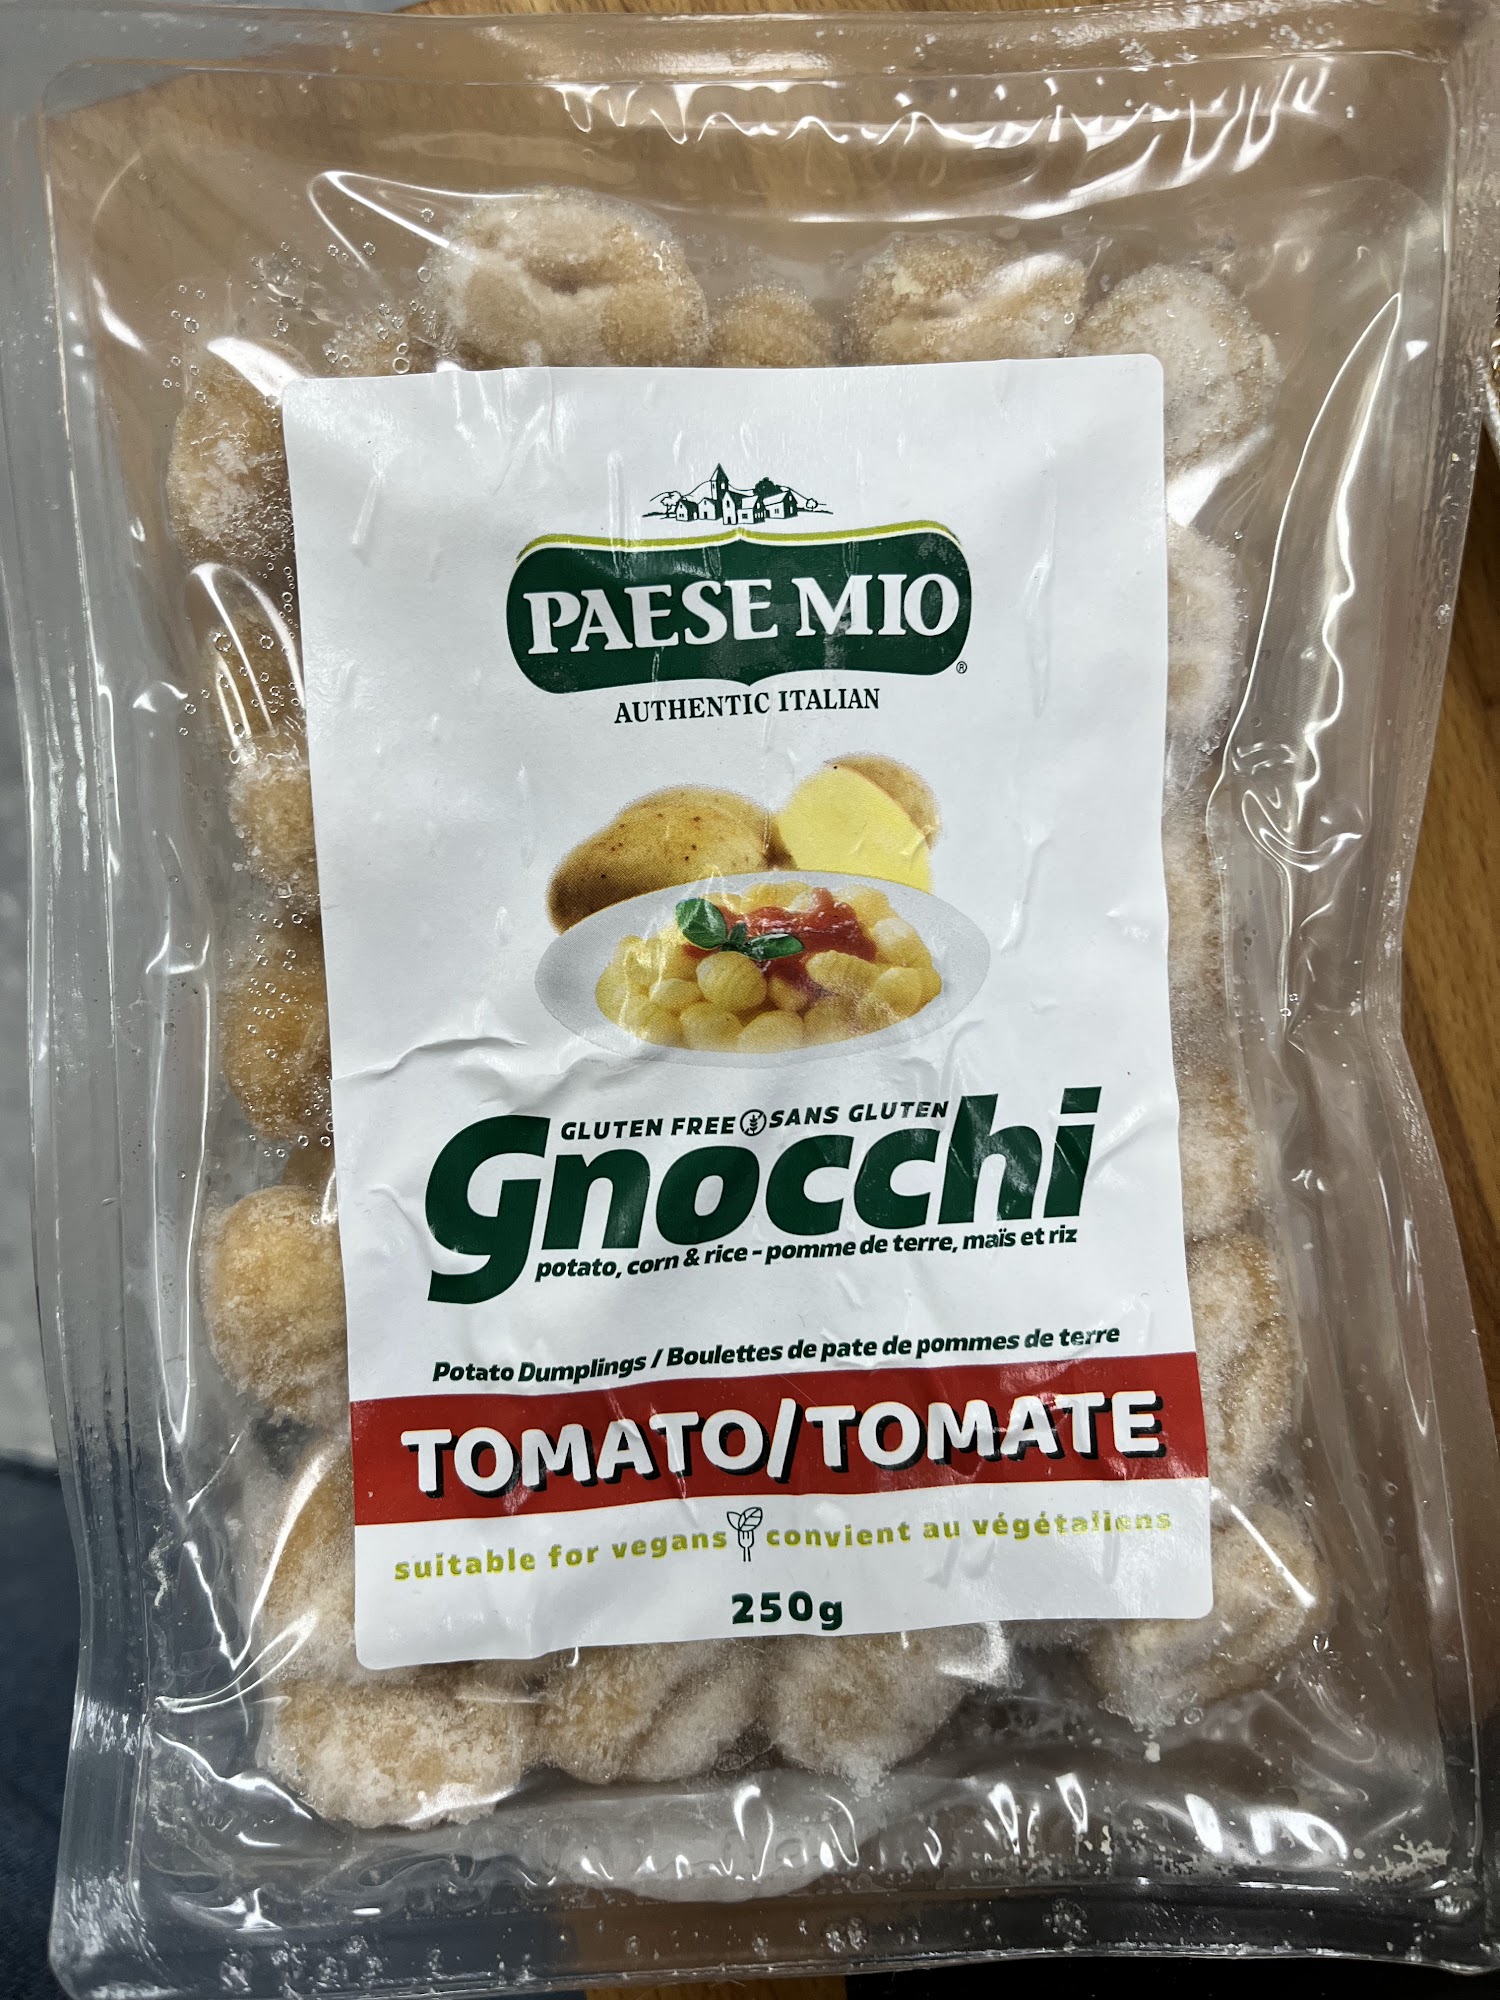 PAESE MIO
®
AUTHENTIC ITALIAN
GLUTEN FREE SANS GLUTEN
Gnocchi
potato, corn & rice - pomme de terre, maïs et riz
Potato Dumplings / Boulettes de pate de pommes de terre
TOMATO/TOMATE
suitable for vegans convient au végétaliens
250g